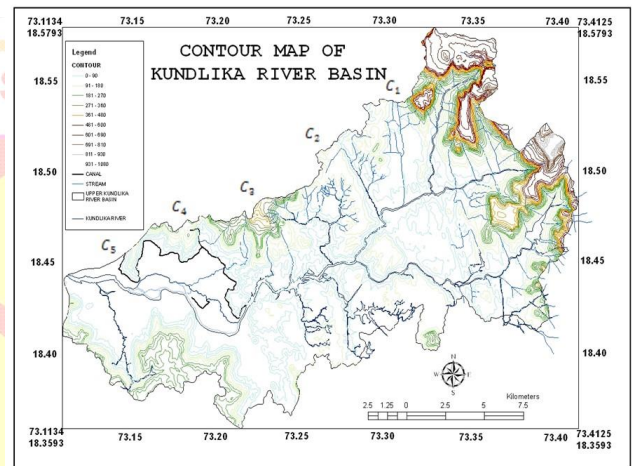 73.1134 73.15 73.20 73.25 73.30 73.35 73.40 73.4125
18.5793 18.5793
CONTOUR MAP OF
KUNDLIKA RIVER BASIN
Legend
CONTOUR
0 - 90
91 - 180
181 - 270
271 - 360
361 - 480
CANAL
STREAM
UPPER KUNDLIKA
RIVER BASIN
KUNDLIKA RIVER
C1
C2
C3
C4
C5
18.55 18.55
18.50 18.50
18.45 18.45
18.40 18.40
N
W E
S
Kilometers
2.5 1.25 0 2.5 5 7.5
73.1134 73.15 73.20 73.25 73.30 73.35 73.40 73.4125
18.3593 18.3593